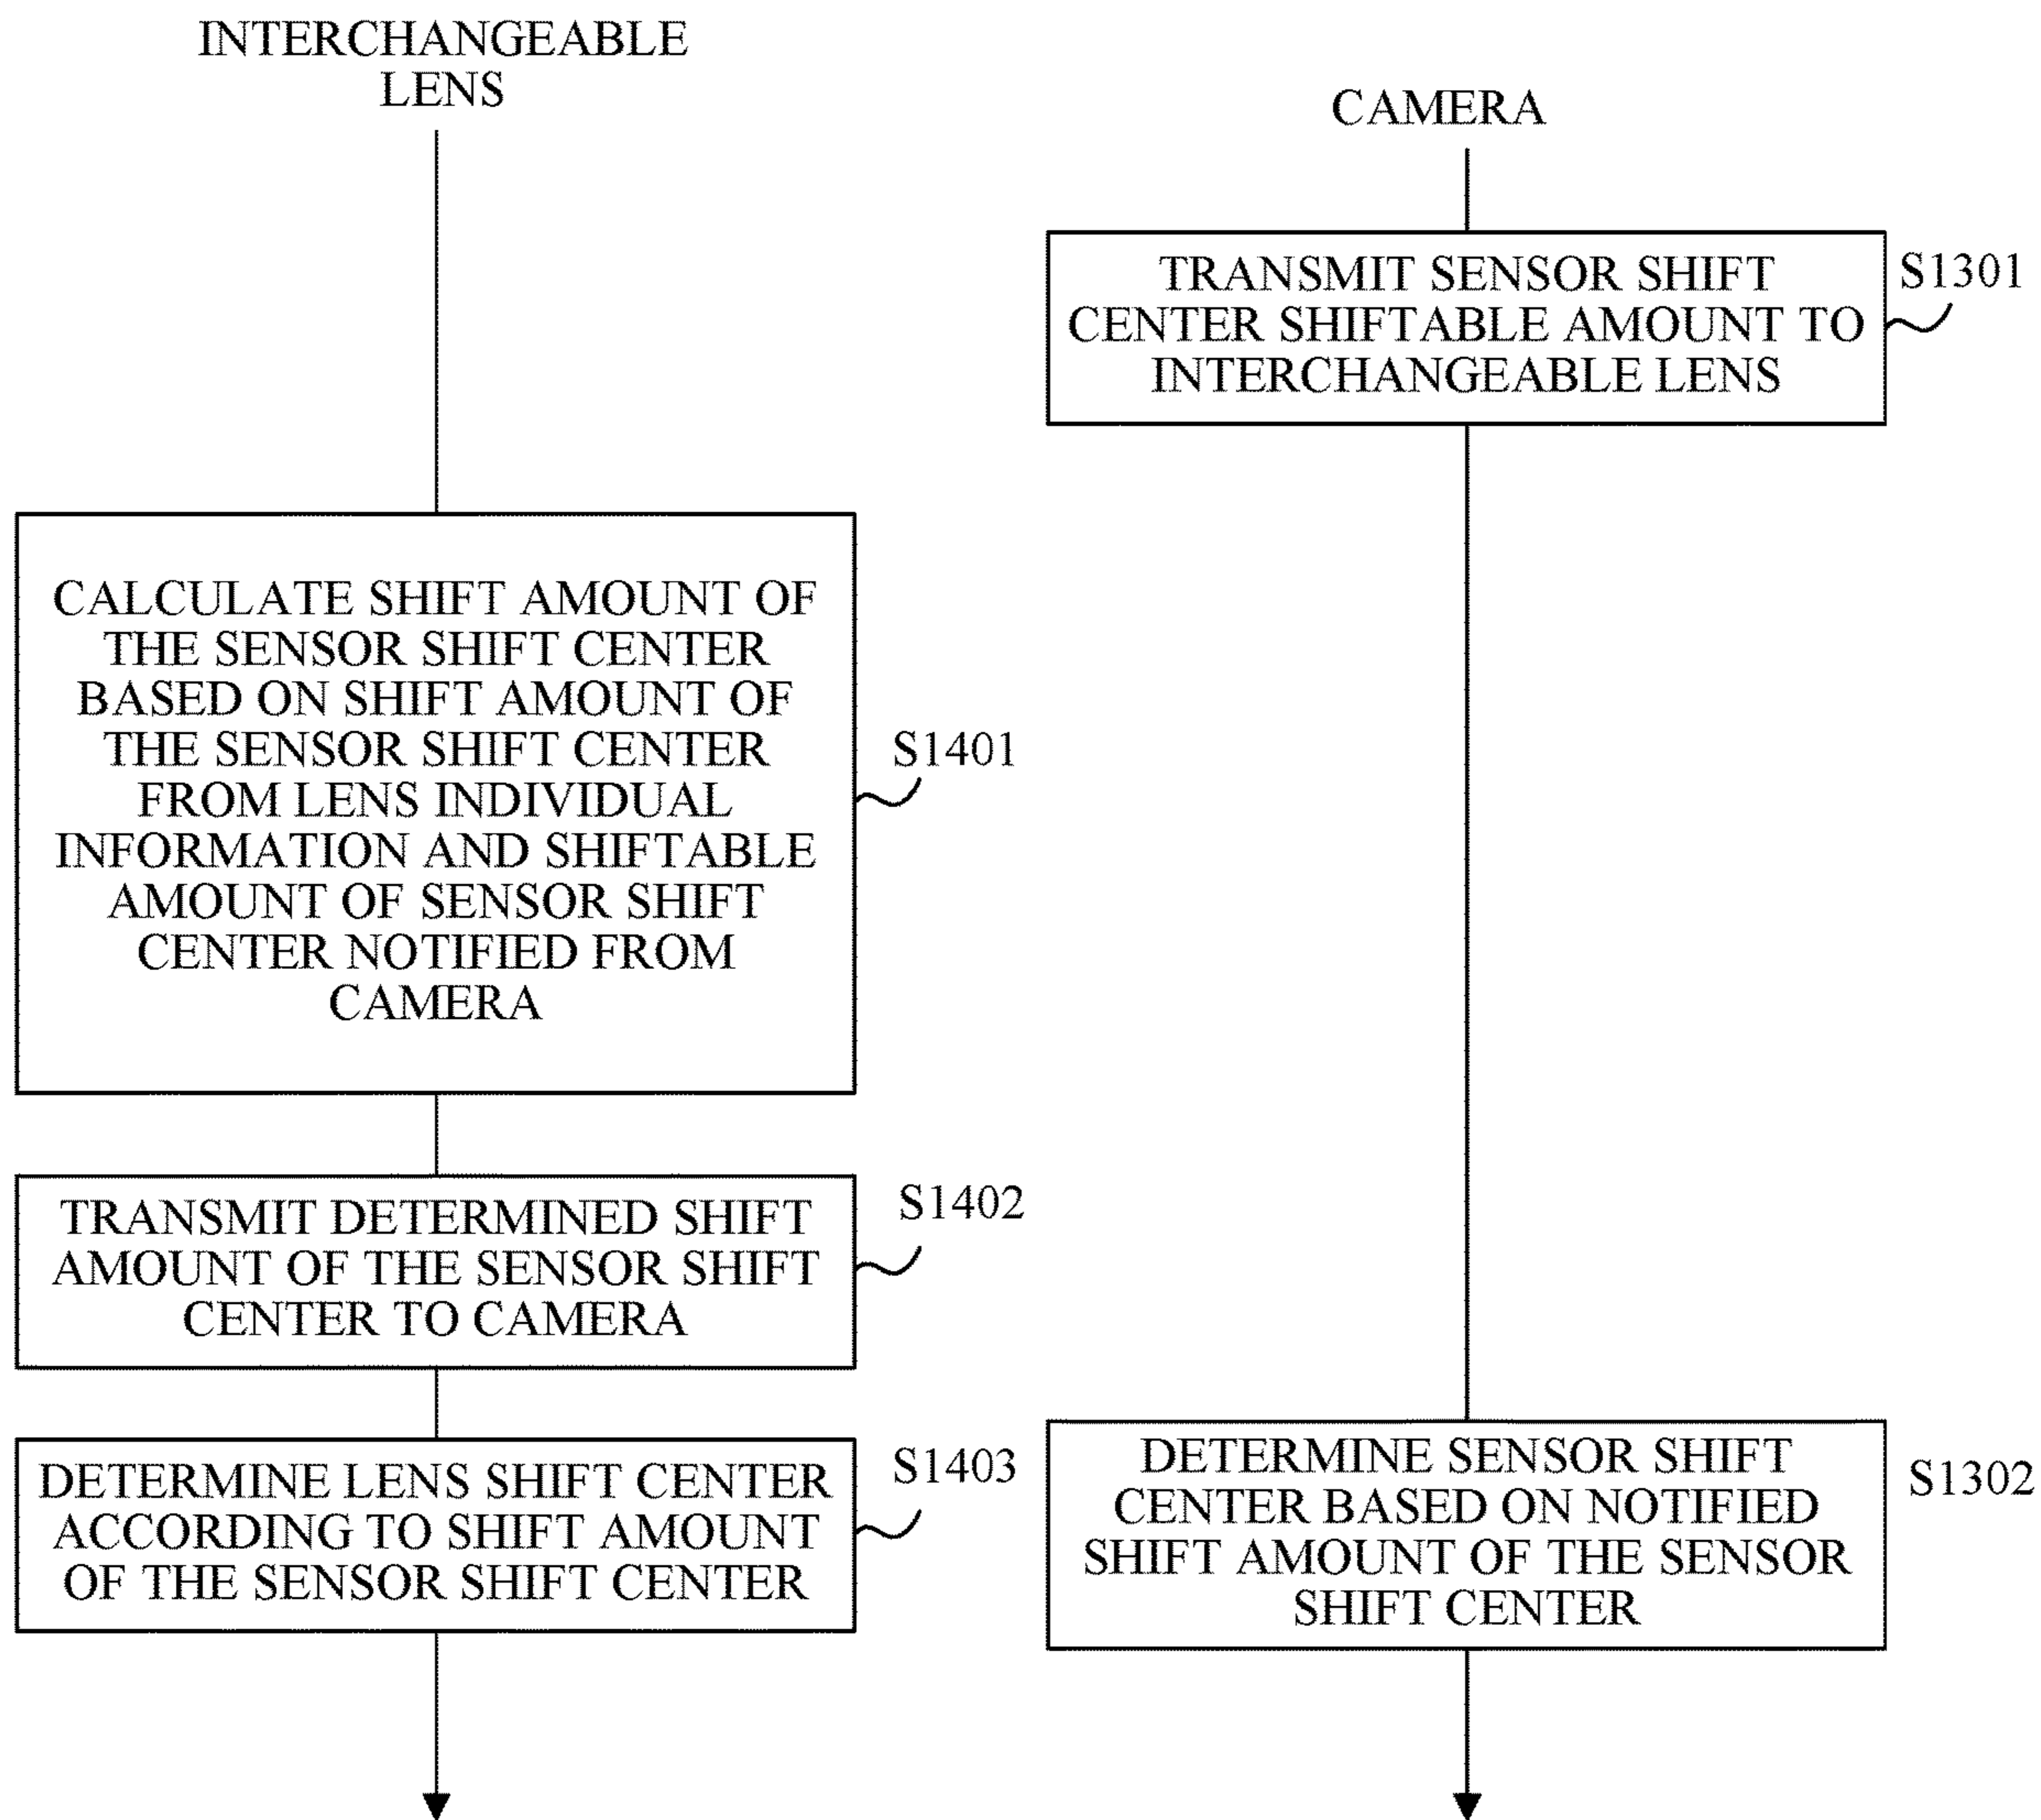 INTERCHANGEABLE
LENS
CALCULATE SHIFT AMOUNT OF
THE SENSOR SHIFT CENTER
BASED ON SHIFT AMOUNT OF
THE SENSOR SHIFT CENTER
FROM LENS INDIVIDUAL
INFORMATION AND SHIFTABLE
AMOUNT OF SENSOR SHIFT
CENTER NOTIFIED FROM
CAMERA
S1401
TRANSMIT DETERMINED SHIFT
AMOUNT OF THE SENSOR SHIFT
CENTER TO CAMERA
S1402
DETERMINE LENS SHIFT CENTER
ACCORDING TO SHIFT AMOUNT
OF THE SENSOR SHIFT CENTER
S1403
CAMERA
TRANSMIT SENSOR SHIFT
CENTER SHIFTABLE AMOUNT TO
INTERCHANGEABLE LENS
S1301
DETERMINE SENSOR SHIFT
CENTER BASED ON NOTIFIED
SHIFT AMOUNT OF THE SENSOR
SHIFT CENTER
S1302